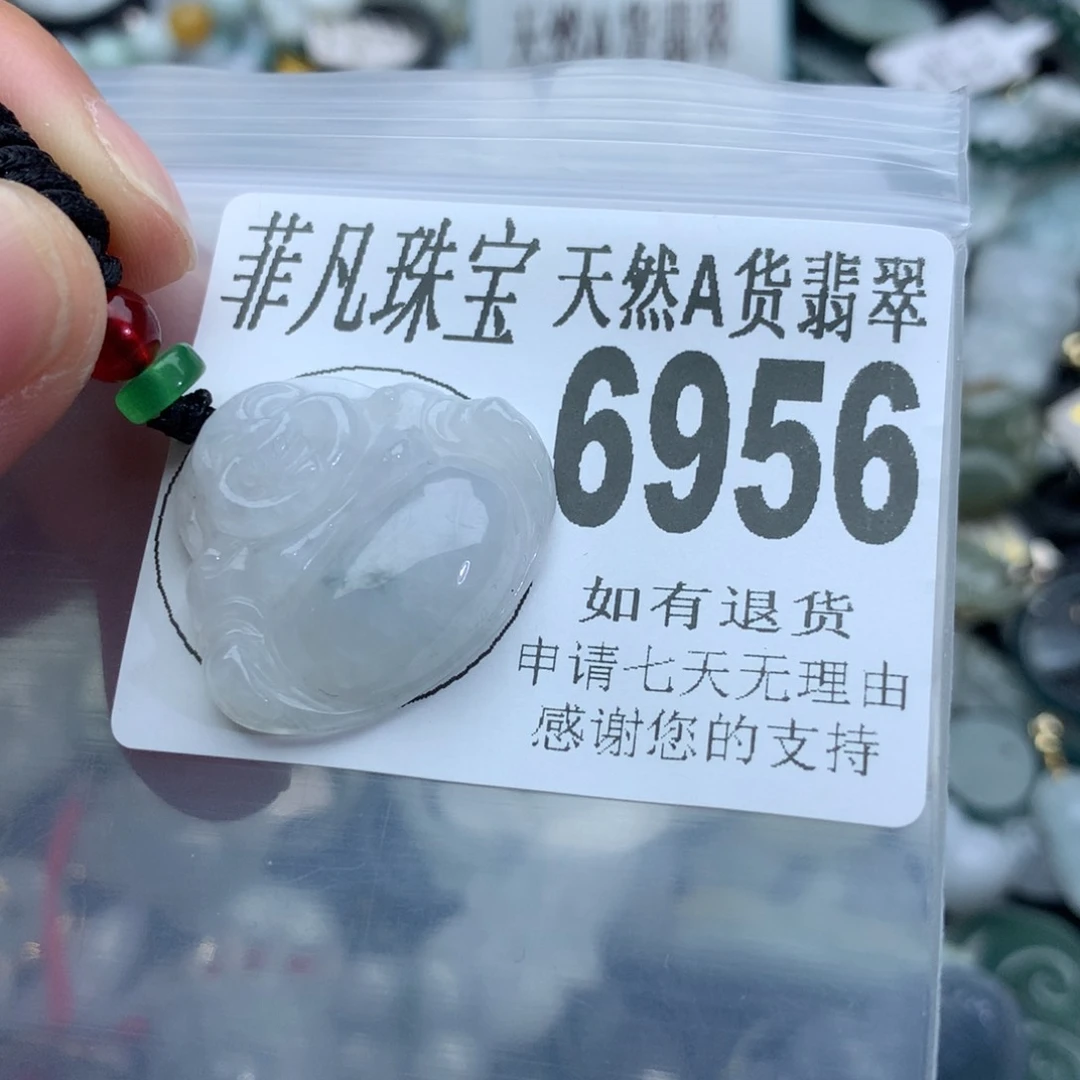 菲凡珠宝 天然A货翡翠
6956
如有退货
申请七天无理由
感谢您的支持